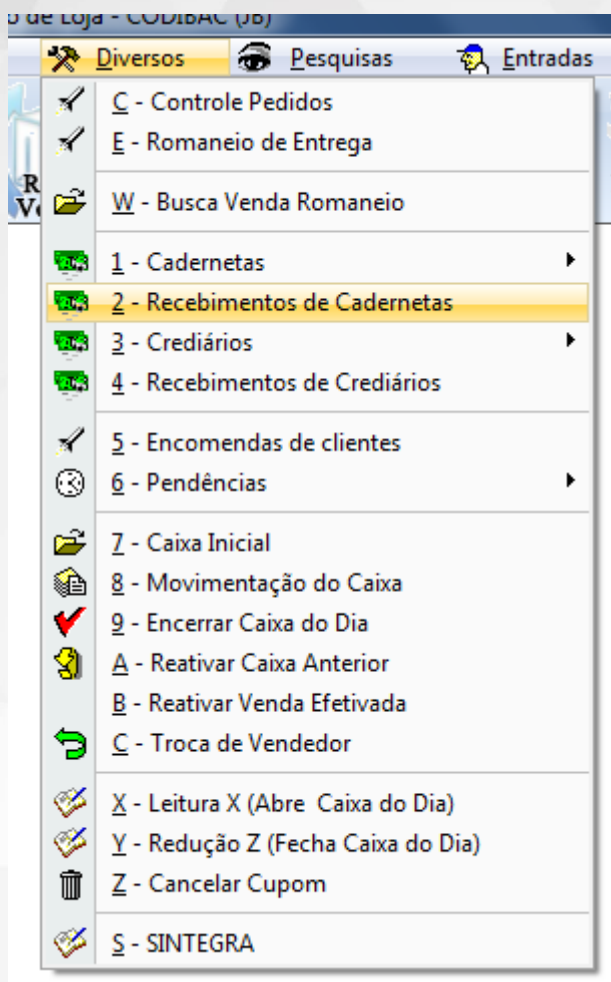 o de Loja - CODIBAC (JB)
Diversos Pesquisas Entradas
C - Controle Pedidos
E - Romaneio de Entrega
R
V
W - Busca Venda Romaneio
1 - Cadernetas
2 - Recebimentos de Cadernetas
3 - Crediários
4 - Recebimentos de Crediários
5 - Encomendas de clientes
6 - Pendências
7 - Caixa Inicial
8 - Movimentação do Caixa
9 - Encerrar Caixa do Dia
A - Reativar Caixa Anterior
B - Reativar Venda Efetivada
C - Troca de Vendedor
X - Leitura X (Abre  Caixa do Dia)
Y - Redução Z (Fecha Caixa do Dia)
Z - Cancelar Cupom
S - SINTEGRA